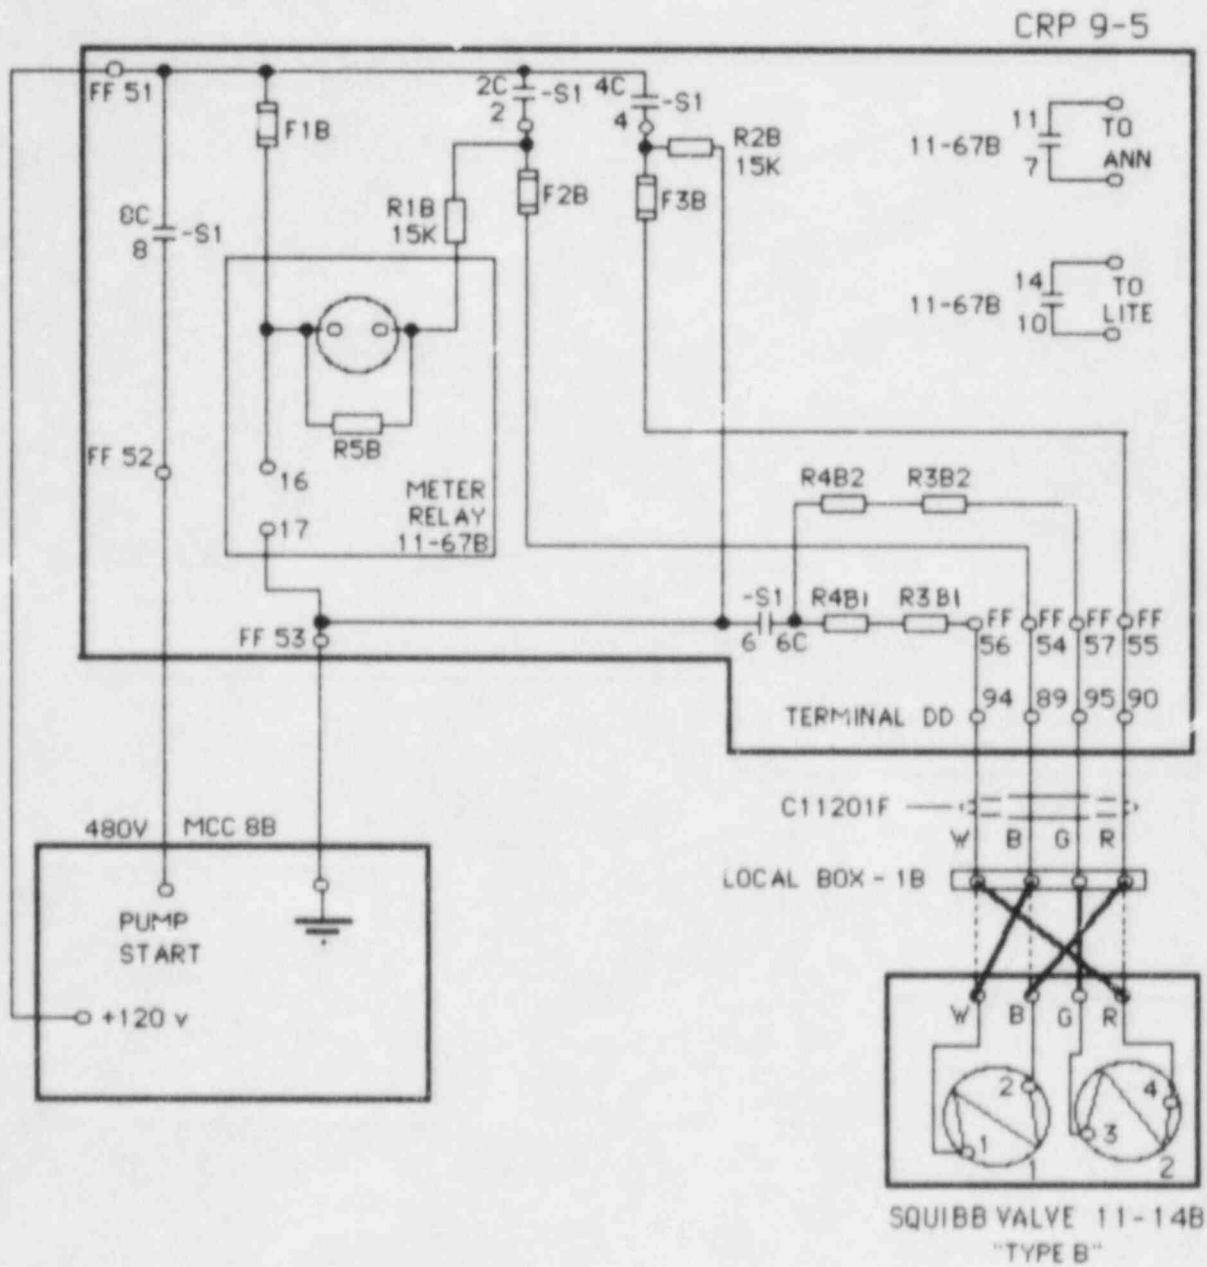 CRP 9-5
FF 51
F1B
2C
-S1
2
4C
-S1
4
R2B
15K
11
TO
11-67B
7
ANN
F2B
F3B
R1B
15K
8C
-S1
8
14
TO
11-67B
10
LITE
R5B
FF 52
16
METER
RELAY
11-67B
17
R4B2
R3B2
-S1
R4B1
R3B1
FF
FF
FF
FF
FF 53
6
6C
56
54
57
55
94
89
95
90
TERMINAL DD
C11201F
480V
MCC 8B
W
B
G
R
LOCAL BOX - 1B
PUMP
START
+120 v
W
B
G
R
2
4
1
3
1
2
SQUIBB VALVE 11-14B
"TYPE B"